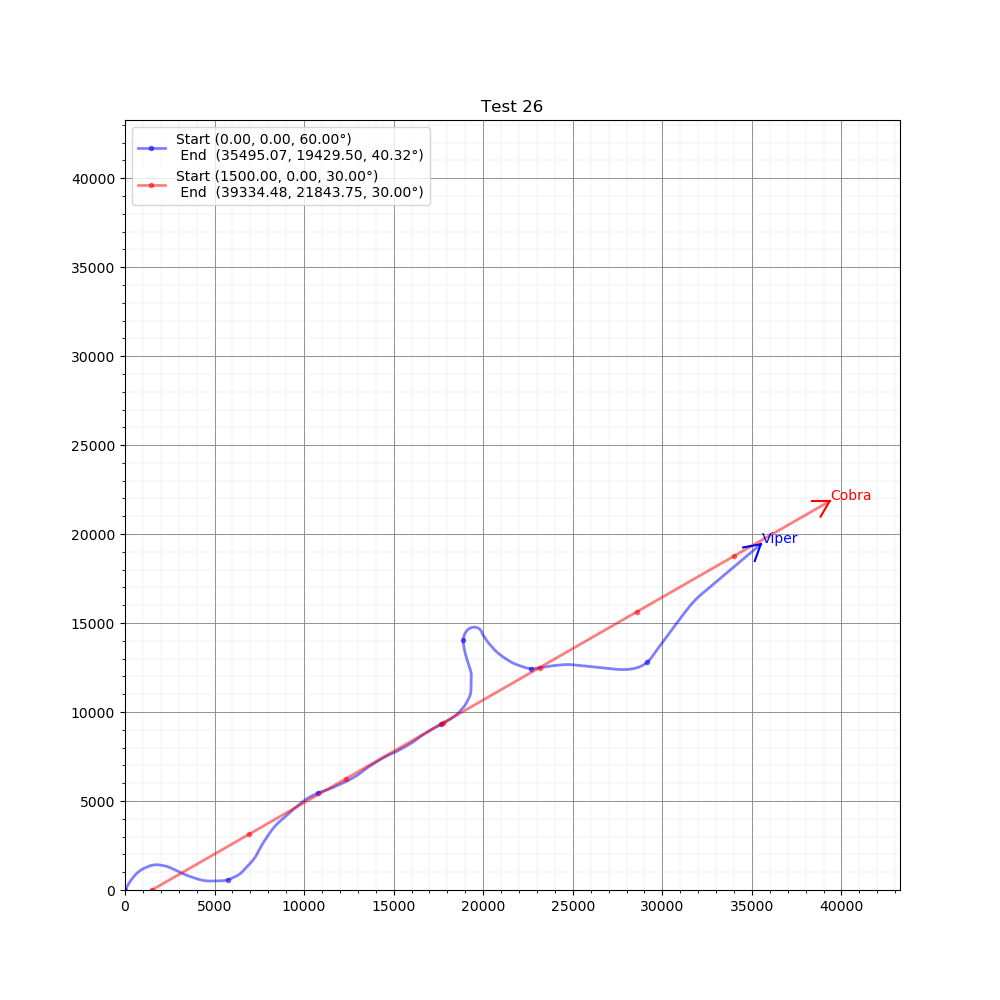 Test 26
Start (0.00, 0.00, 60.00°)
End (35495.07, 19429.50, 40.32°)
Start (1500.00, 0.00, 30.00°)
End (39334.48, 21843.75, 30.00°)
40000
35000
30000
25000
20000
15000
10000
5000
0
Cobra
Viper
0 5000 10000 15000 20000 25000 30000 35000 40000